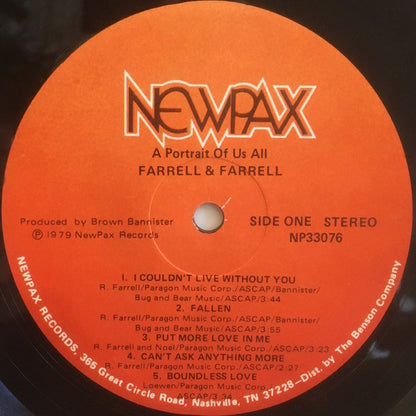 NEWPAX
A Portrait Of Us All
FARRELL & FARRELL
Produced by Brown Bannister
℗ 1979 NewPax Records
SIDE ONE STEREO
NP33076
1. I COULDN'T LIVE WITHOUT YOU
R. Farrell/Paragon Music Corp./ASCAP/Bannister/
Bug and Bear Music/ASCAP/3:44
2. FALLEN
R. Farrell/Paragon Music Corp./ASCAP/Bannister/
Bug and Bear Music/ASCAP/3:55
3. PUT MORE LOVE IN ME
R. Farrell and Noel/Paragon Music Corp./ASCAP/3:23
4. CAN'T ASK ANYTHING MORE
R. Farrell/Paragon Music Corp./ASCAP/3:27
5. BOUNDLESS LOVE
Loewen/Paragon Music Corp./
ASCAP/3:34
NEWPAX RECORDS, 365 Great Circle Road, Nashville, TN 37228–Dist. by The Benson Company